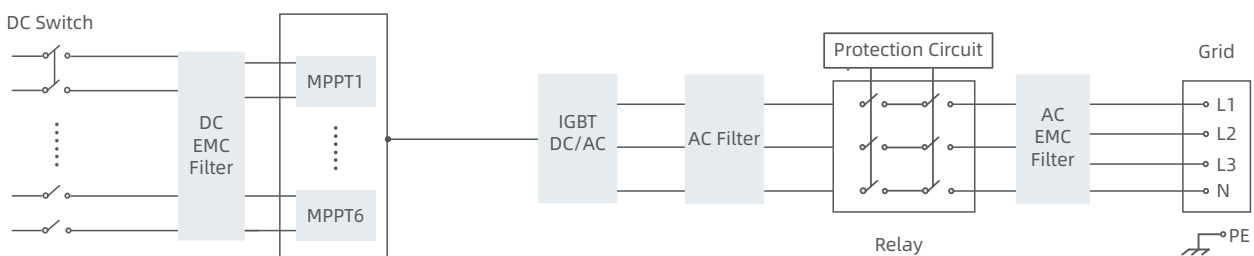 DC Switch
DC
EMC
Filter
MPPT1
MPPT6
IGBT
DC/AC
AC Filter
Protection Circuit
Relay
AC
EMC
Filter
Grid
L1
L2
L3
N
PE